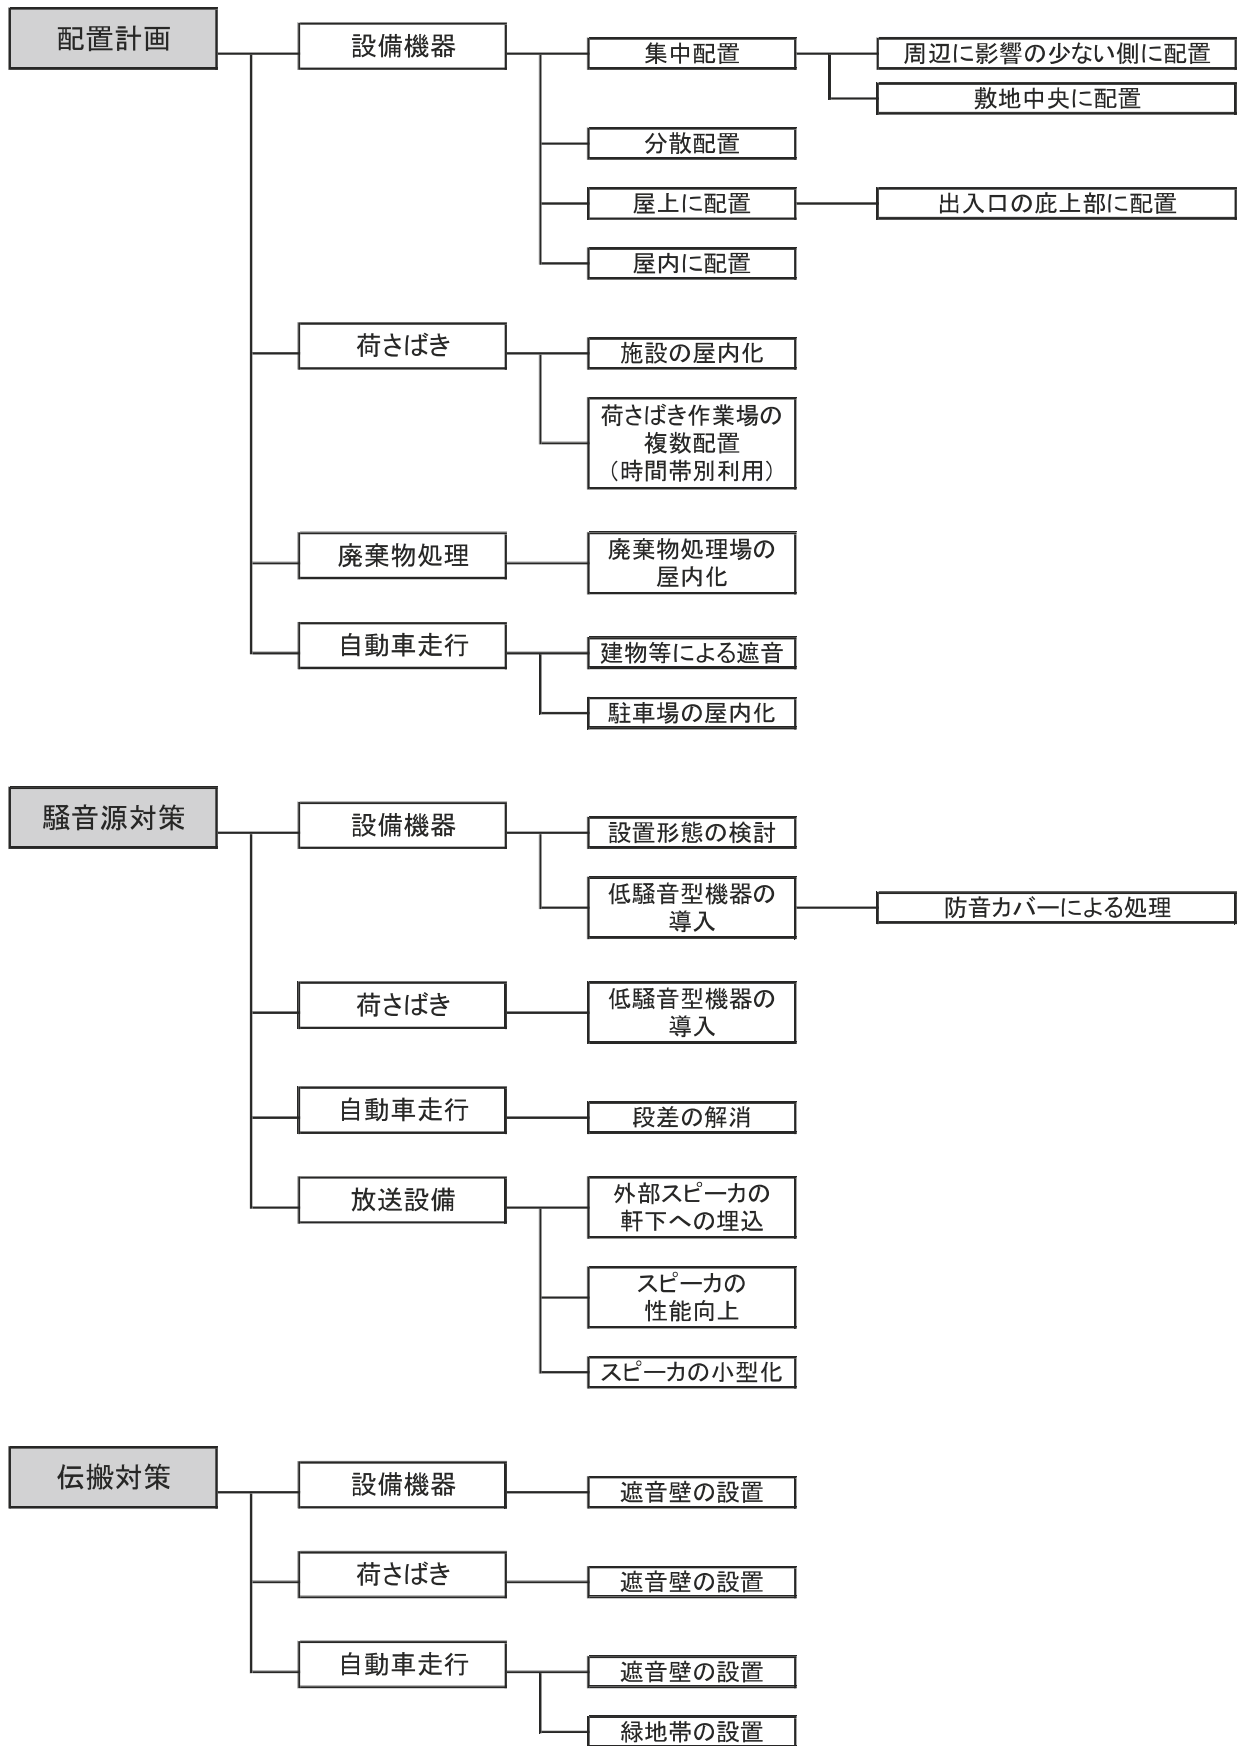 配置計画
設備機器
集中配置
周辺に影響の少ない側に配置
敷地中央に配置
分散配置
屋上に配置
出入口の庇上部に配置
屋内に配置
荷さばき
施設の屋内化
荷さばき作業場の
複数配置
（時間帯別利用）
廃棄物処理
廃棄物処理場の
屋内化
自動車走行
建物等による遮音
駐車場の屋内化
騒音源対策
設備機器
設置形態の検討
低騒音型機器の
導入
防音カバーによる処理
荷さばき
低騒音型機器の
導入
自動車走行
段差の解消
放送設備
外部スピーカの
軒下への埋込
スピーカの
性能向上
スピーカの小型化
伝搬対策
設備機器
遮音壁の設置
荷さばき
遮音壁の設置
自動車走行
遮音壁の設置
緑地帯の設置